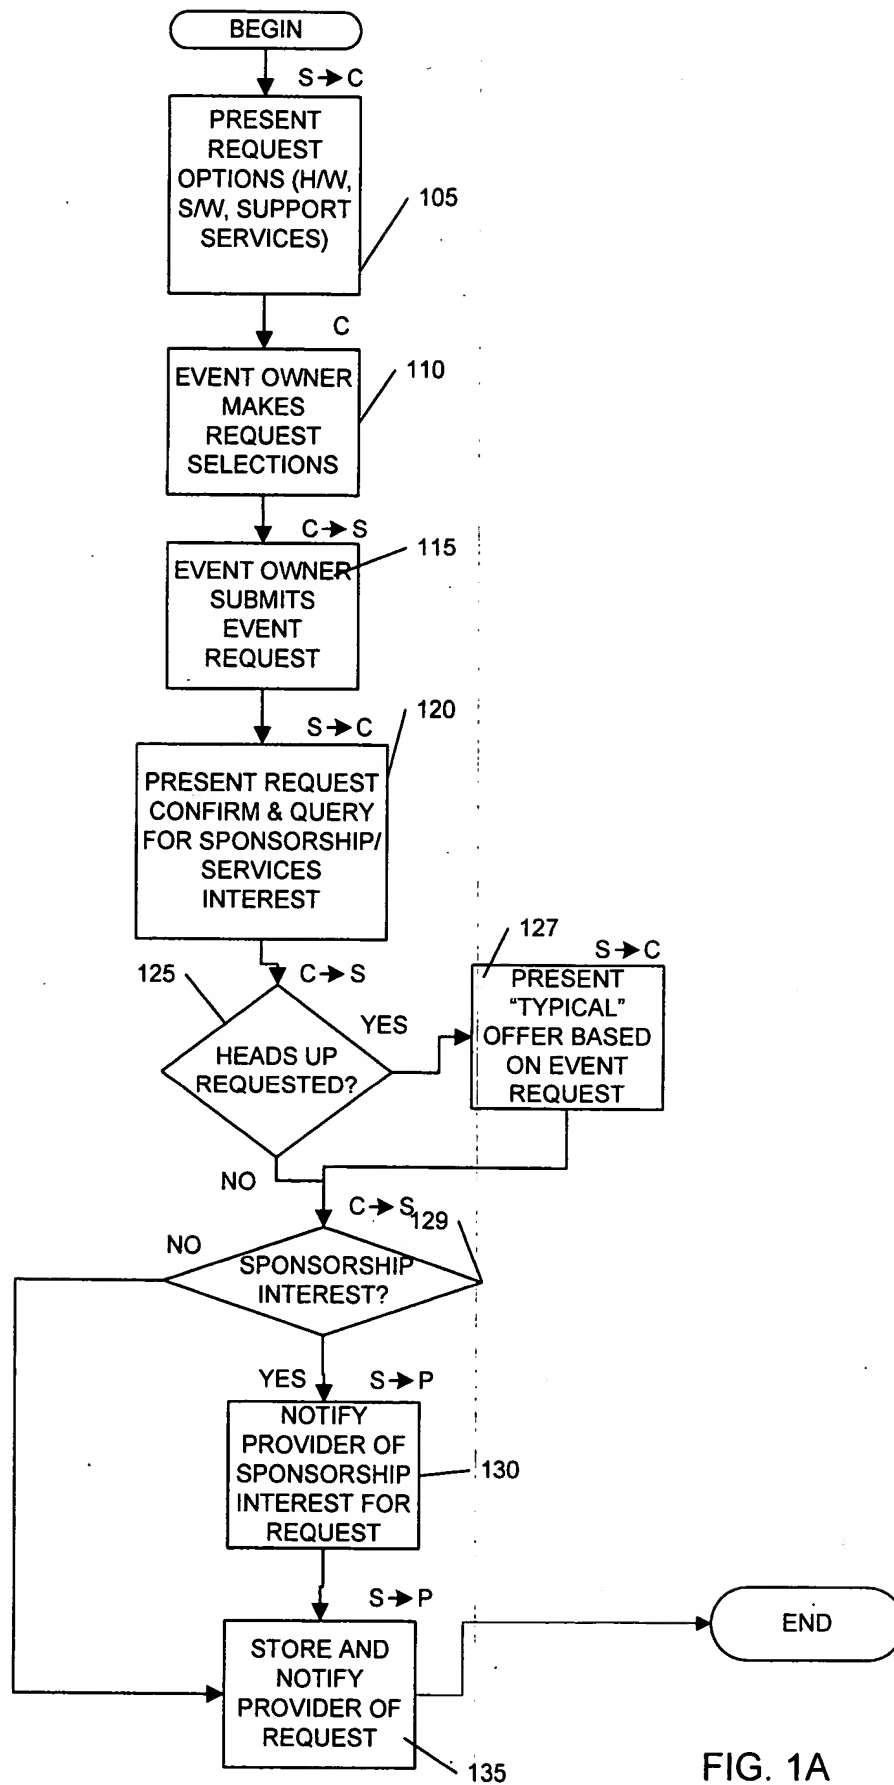 BEGIN
S→C
PRESENT
REQUEST
OPTIONS (H/W,
S/W, SUPPORT
SERVICES)
105
C
EVENT OWNER
MAKES
REQUEST
SELECTIONS
110
C→S
115
EVENT OWNER
SUBMITS
EVENT
REQUEST
S→C
120
PRESENT REQUEST
CONFIRM & QUERY
FOR SPONSORSHIP/
SERVICES
INTEREST
125
C→S
HEADS UP
REQUESTED?
YES
127
S→C
PRESENT
“TYPICAL”
OFFER BASED
ON EVENT
REQUEST
NO
C→S
129
NO
SPONSORSHIP
INTEREST?
YES
S→P
NOTIFY
PROVIDER OF
SPONSORSHIP
INTEREST FOR
REQUEST
130
S→P
STORE AND
NOTIFY
PROVIDER OF
REQUEST
135
END
FIG. 1A